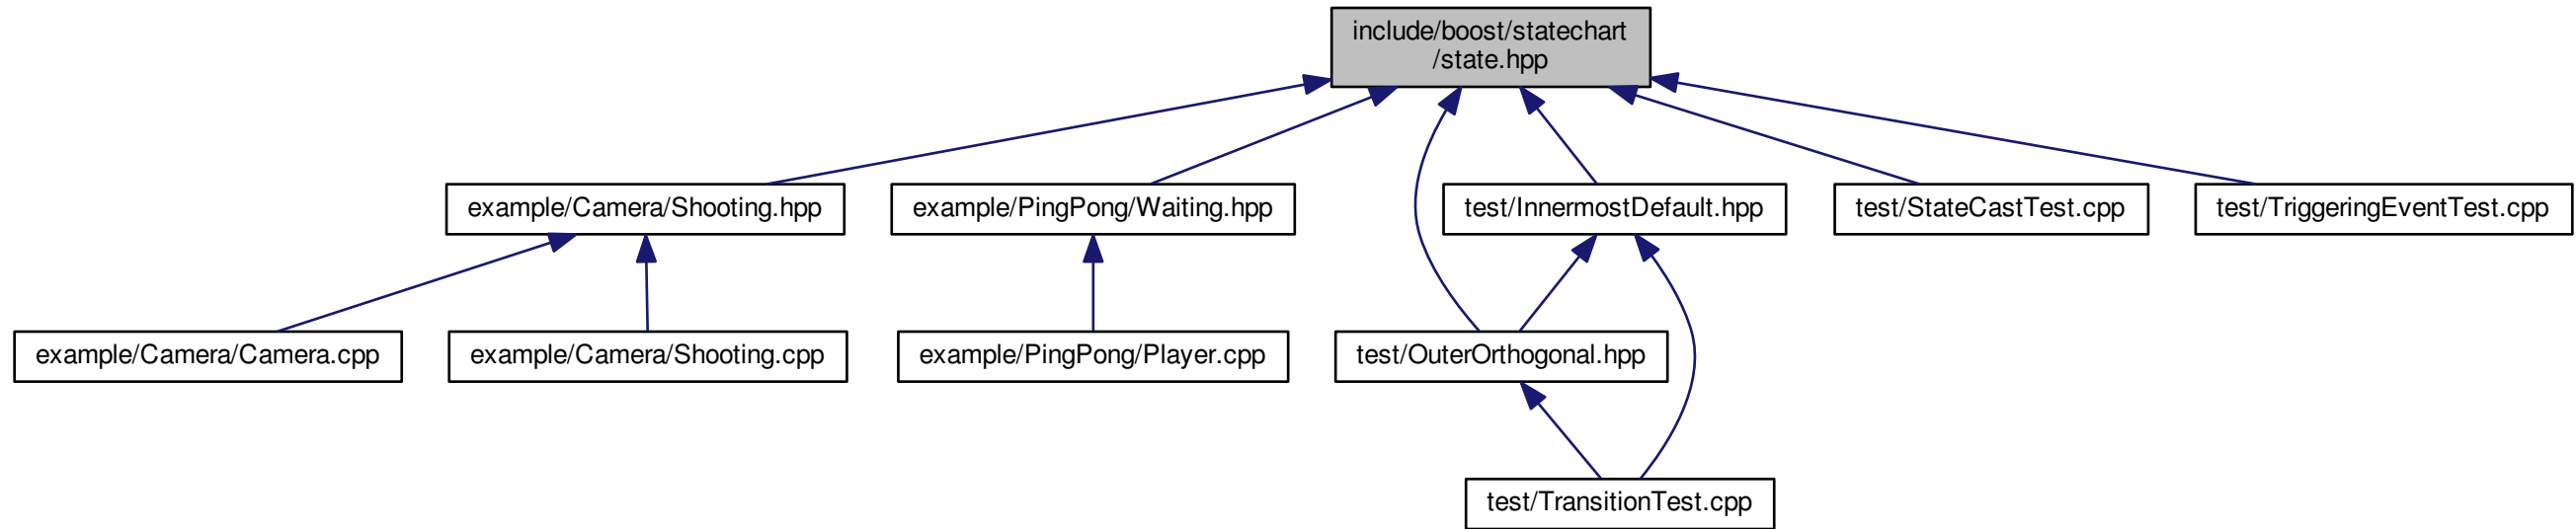 include/boost/statechart
/state.hpp
example/Camera/Shooting.hpp
example/PingPong/Waiting.hpp
test/InnermostDefault.hpp
test/StateCastTest.cpp
test/TriggeringEventTest.cpp
example/Camera/Camera.cpp
example/Camera/Shooting.cpp
example/PingPong/Player.cpp
test/OuterOrthogonal.hpp
test/TransitionTest.cpp